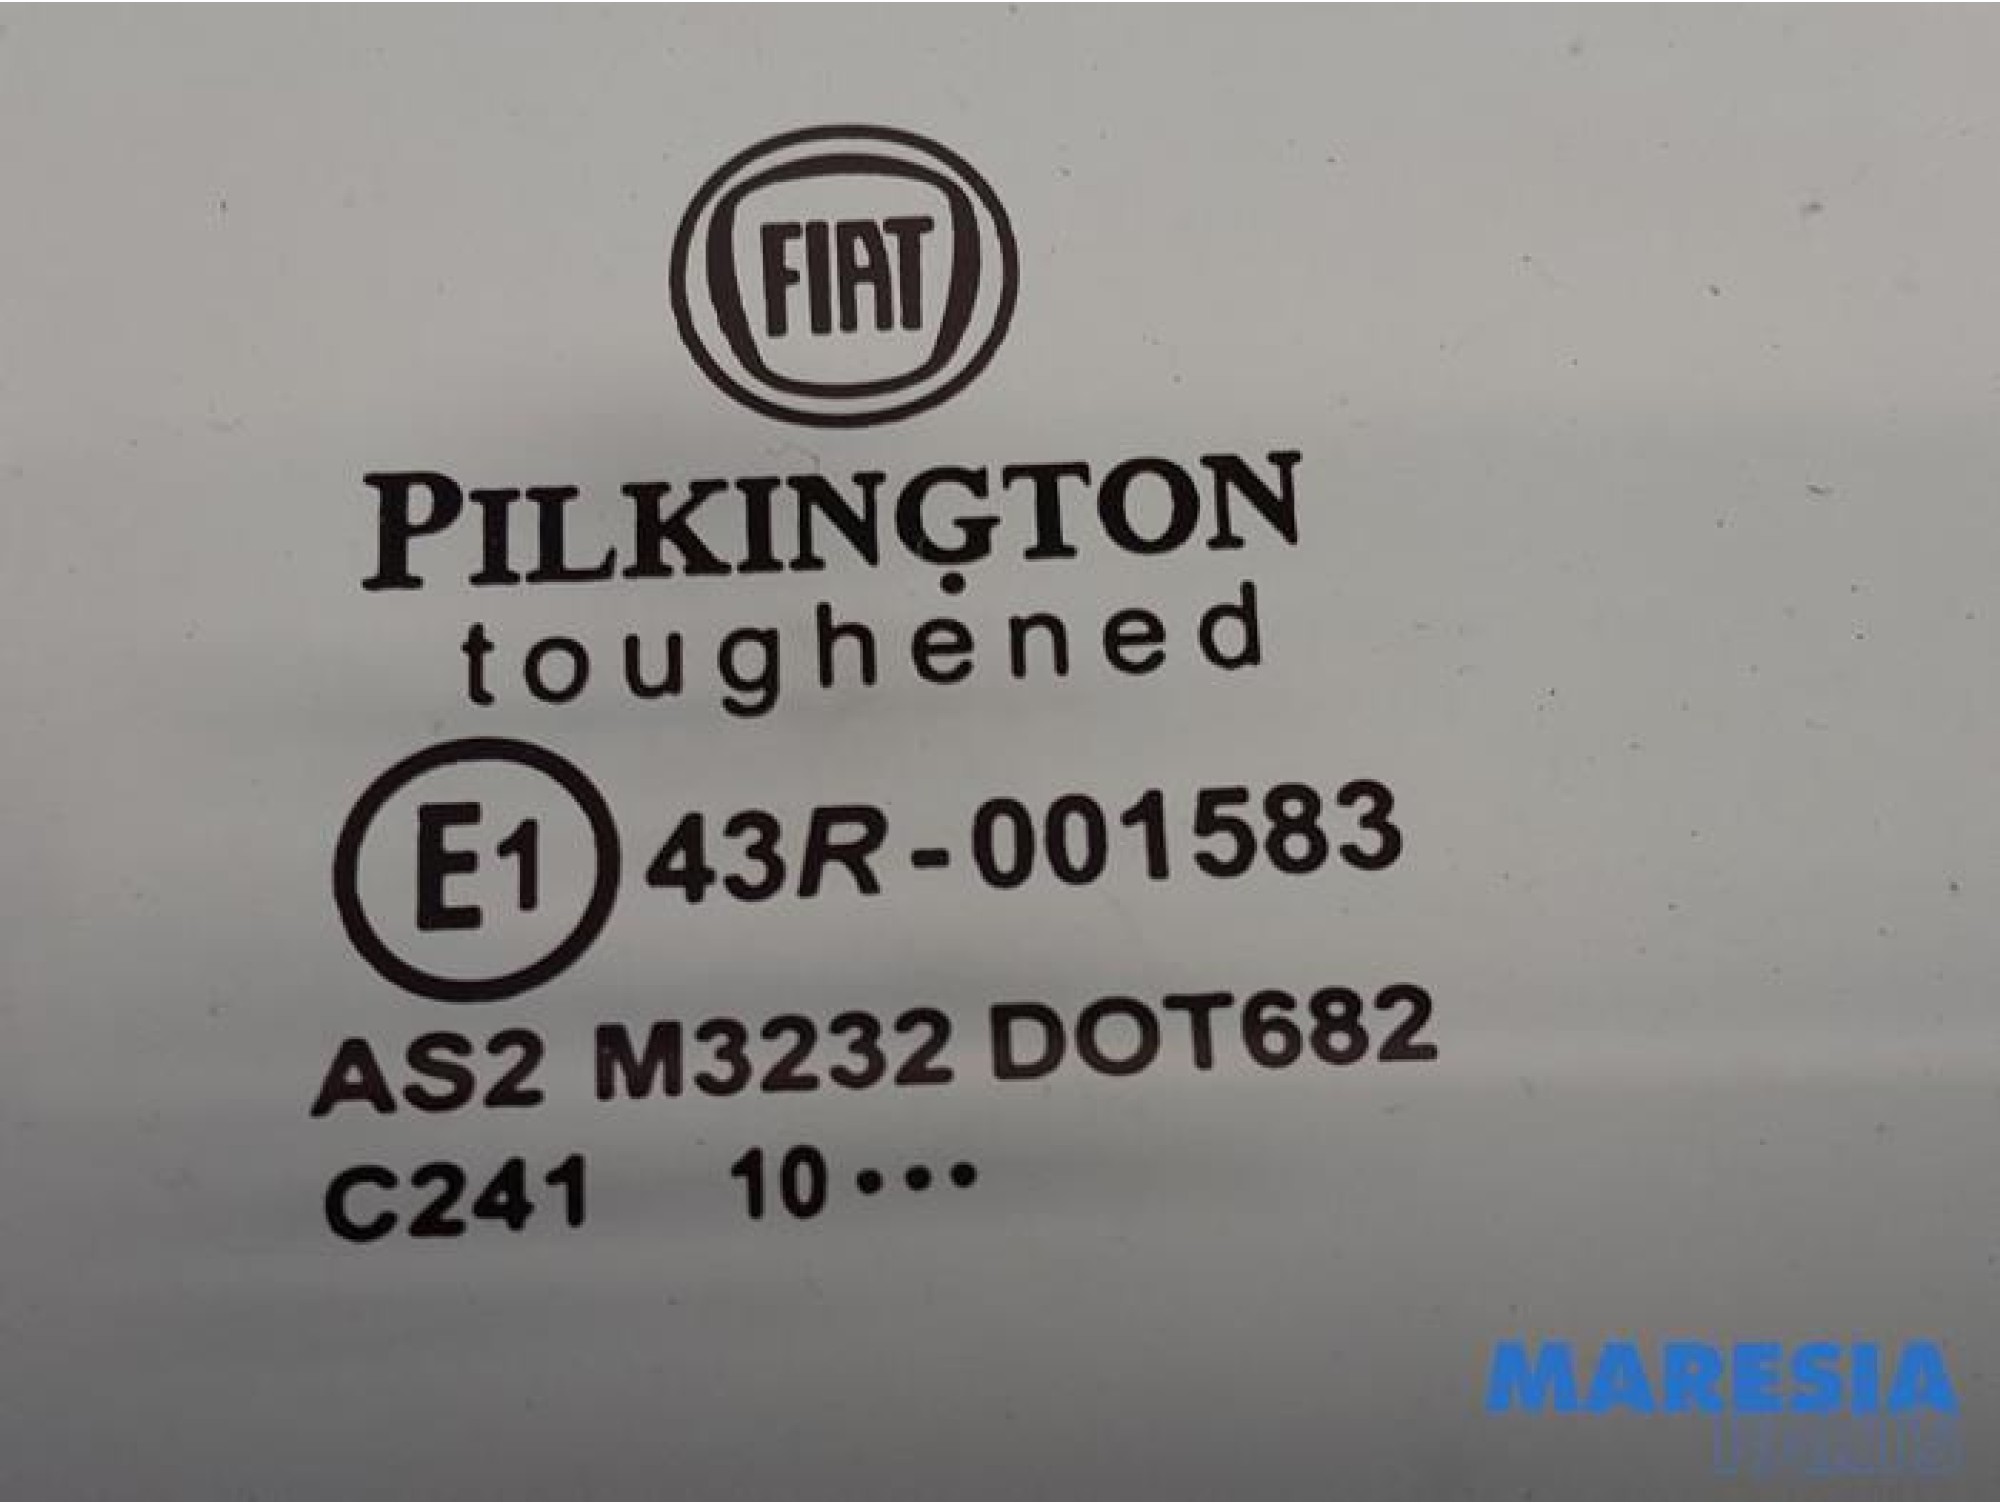 FIAT
PILKINGTON
toughened
E1 43R-001583
AS2 M3232 DOT682
C241 10••••
MARESIA